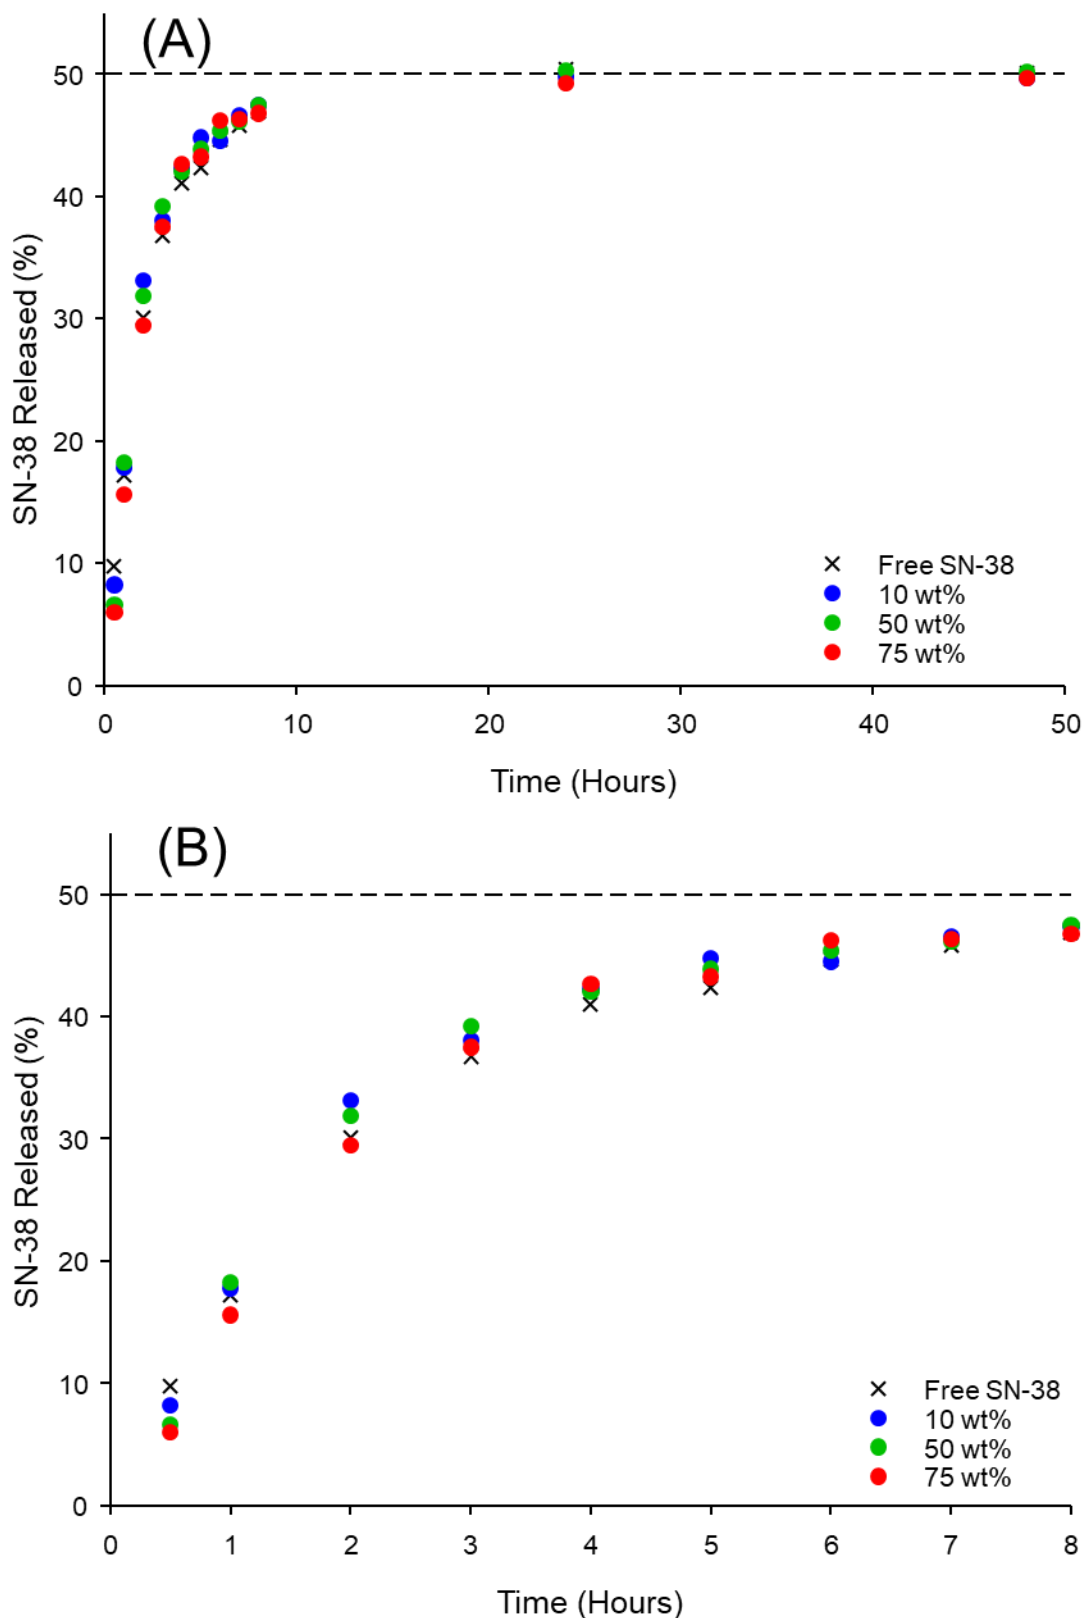 (A)
50
40
30
20
10
0
SN-38 Released (%)
Free SN-38
10 wt%
50 wt%
75 wt%
0 10 20 30 40 50
Time (Hours)
(B)
50
40
30
20
10
0
SN-38 Released (%)
Free SN-38
10 wt%
50 wt%
75 wt%
0 1 2 3 4 5 6 7 8
Time (Hours)